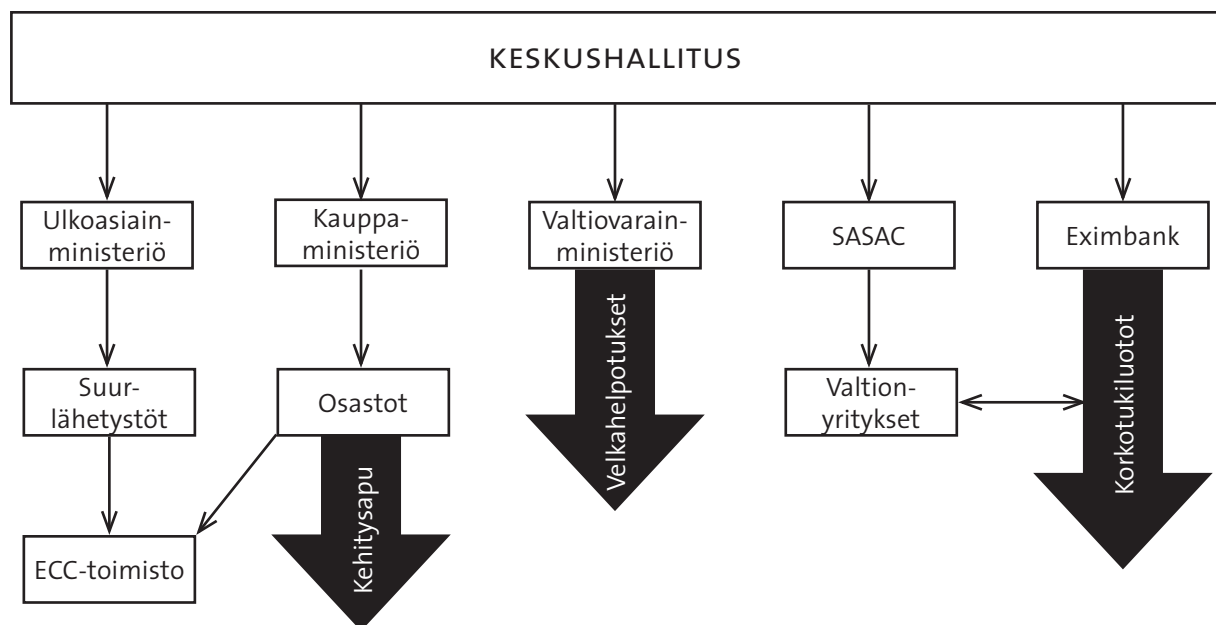 KESKUSHALLITUS
Ulkoasiain-
ministeriö
Kauppa-
ministeriö
Valtiovarain-
ministeriö
SASAC
Eximbank
Suur-
lähetystöt
Osastot
Velkahelpotukset
Valtion-
yritykset
Korkotukiluotot
ECC-toimisto
Kehitysapu